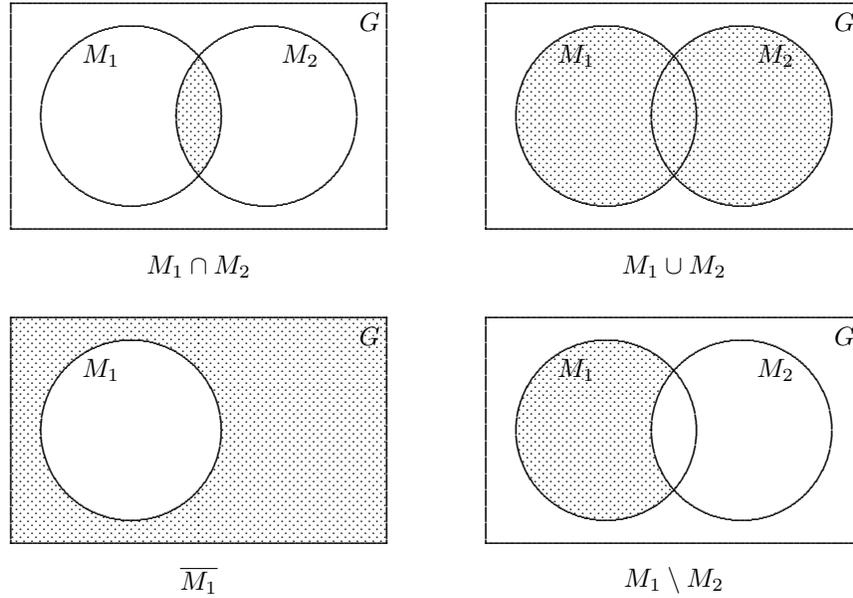 G G
M₁ M₂ M₁ M₂
M₁ ∩ M₂ M₁ ∪ M₂
G G
M₁ M₁ M₂
M̅₁̅ M₁ \ M₂